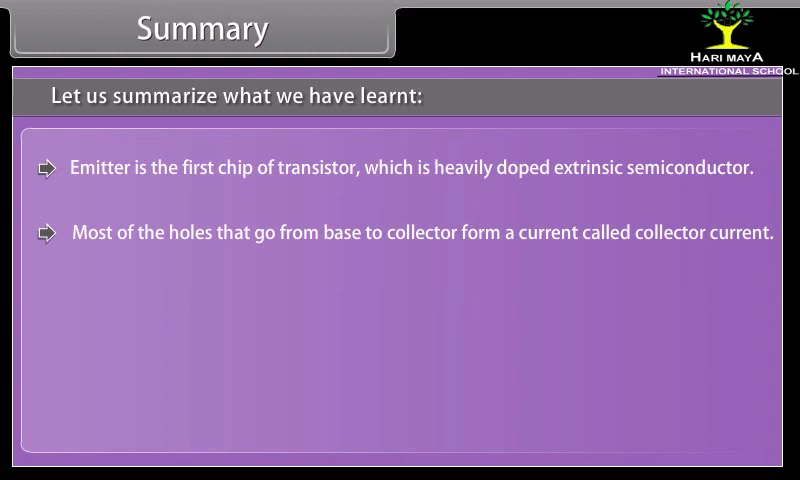 Summary
HARI MAYA
INTERNATIONAL SCHOOL
Let us summarize what we have learnt:
Emitter is the first chip of transistor, which is heavily doped extrinsic semiconductor.
Most of the holes that go from base to collector form a current called collector current.